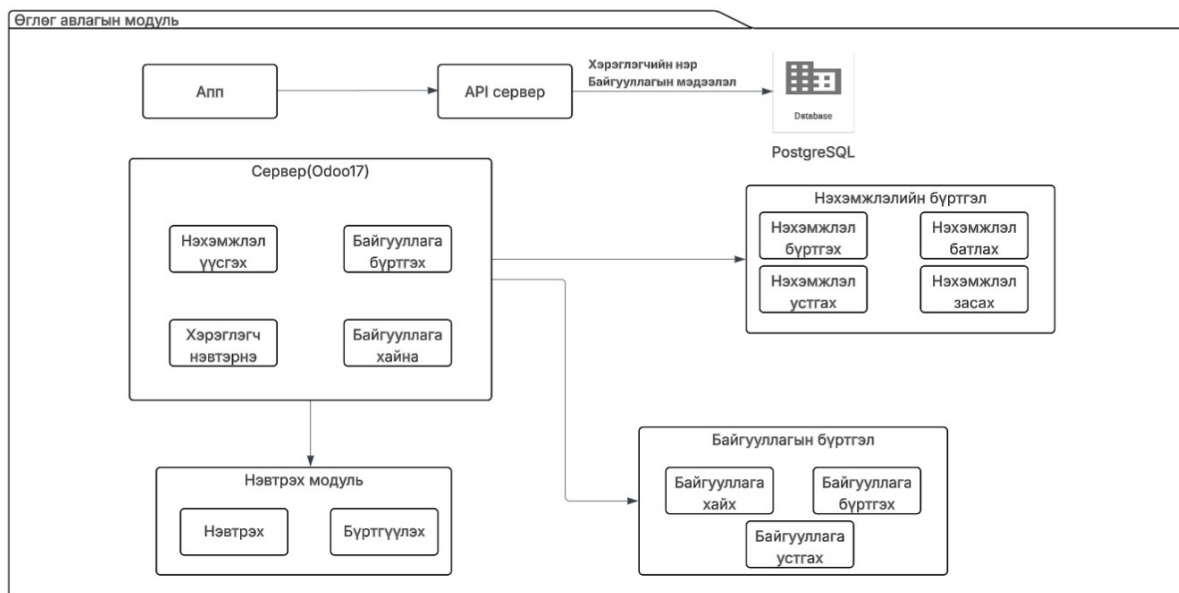 Өглөг авлагын модуль
Апп
API сервер
Хэрэглэгчийн нэр
Байгууллагын мэдээлэл
Database
PostgreSQL
Сервер(Odoo17)
Нэхэмжлэл
үүсгэх
Байгууллага
бүртгэх
Хэрэглэгч
нэвтэрнэ
Байгууллага
хайна
Нэхэмжлэлийн бүртгэл
Нэхэмжлэл
бүртгэх
Нэхэмжлэл
батлах
Нэхэмжлэл
устгах
Нэхэмжлэл
засах
Нэвтрэх модуль
Нэвтрэх
Бүртгүүлэх
Байгууллагын бүртгэл
Байгууллага
хайх
Байгууллага
бүртгэх
Байгууллага
устгах